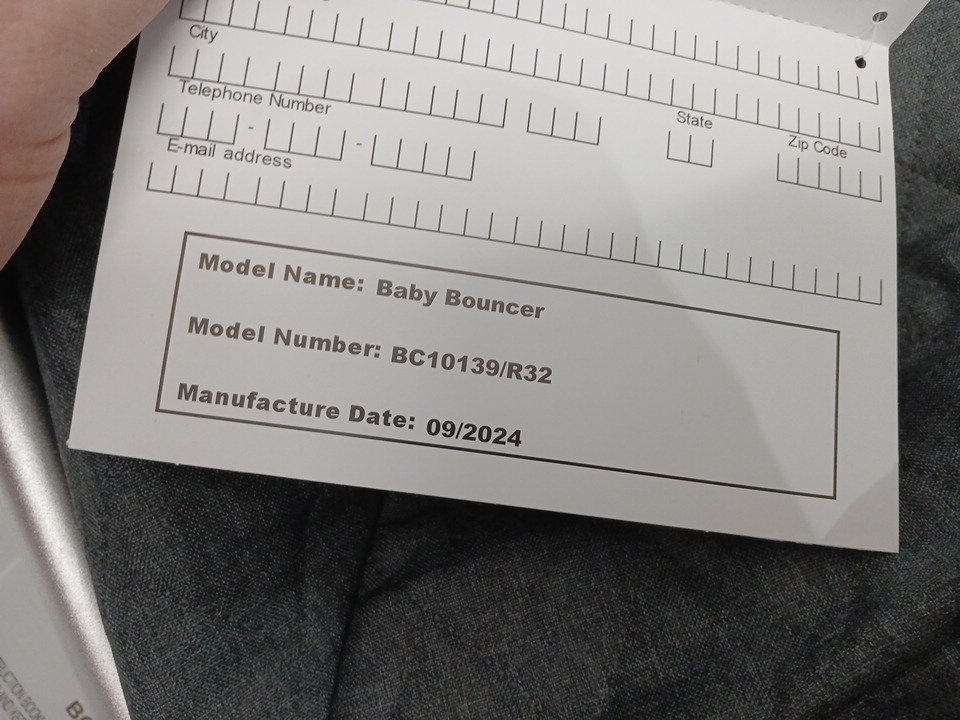 City
Telephone Number
State
Zip Code
- -
E-mail address
Model Name: Baby Bouncer
Model Number: BC10139/R32
Manufacture Date: 09/2024